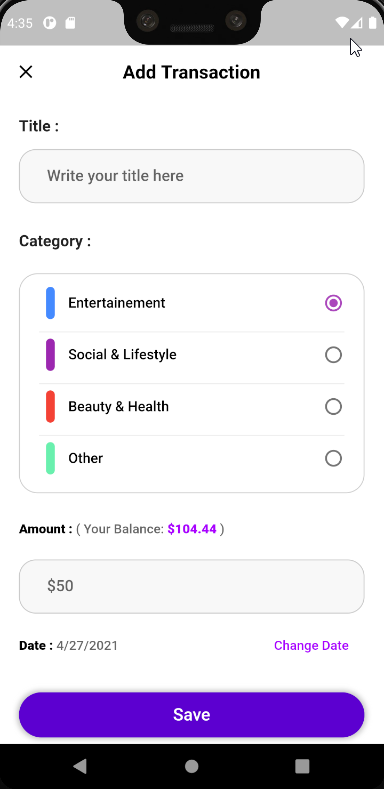 4:35
Add Transaction
Title :
Write your title here
Category :
Entertainement
Social & Lifestyle
Beauty & Health
Other
Amount : ( Your Balance: $104.44 )
$50
Date : 4/27/2021 Change Date
Save